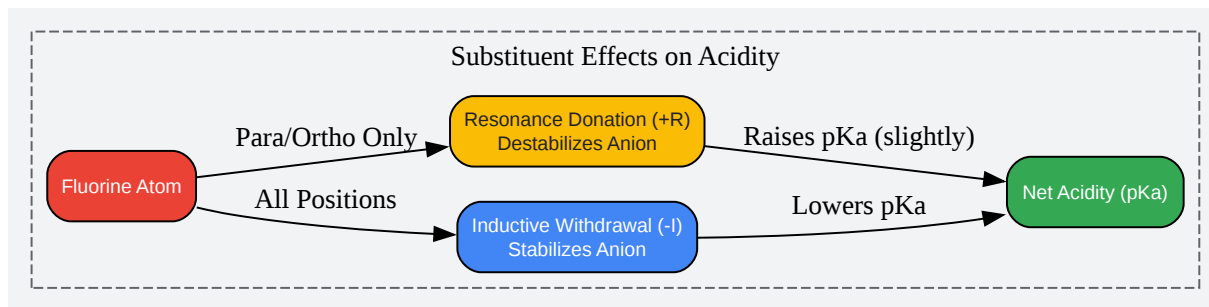 Substituent Effects on Acidity
Fluorine Atom
Para/Ortho Only
Resonance Donation (+R)
Destabilizes Anion
Raises pKa (slightly)
All Positions
Inductive Withdrawal (-I)
Stabilizes Anion
Lowers pKa
Net Acidity (pKa)